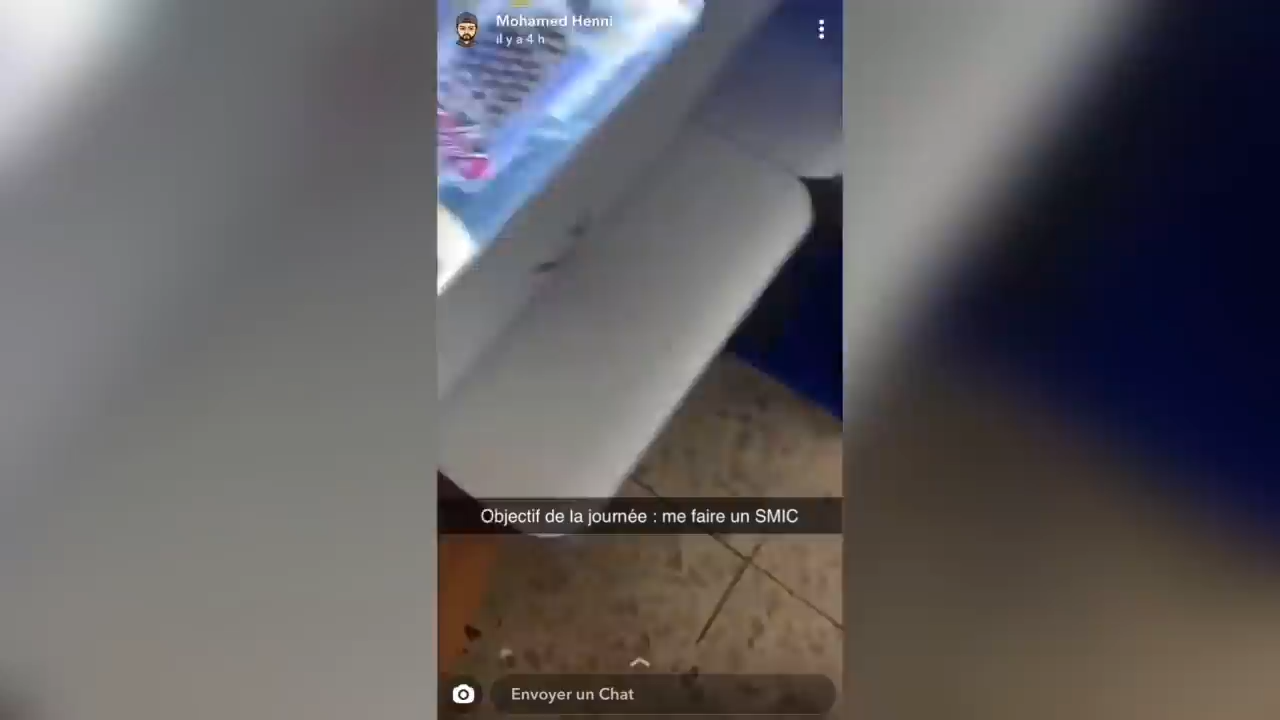 Mohamed Henni
il y a 4 h
Objectif de la journée : me faire un SMIC
Envoyer un Chat